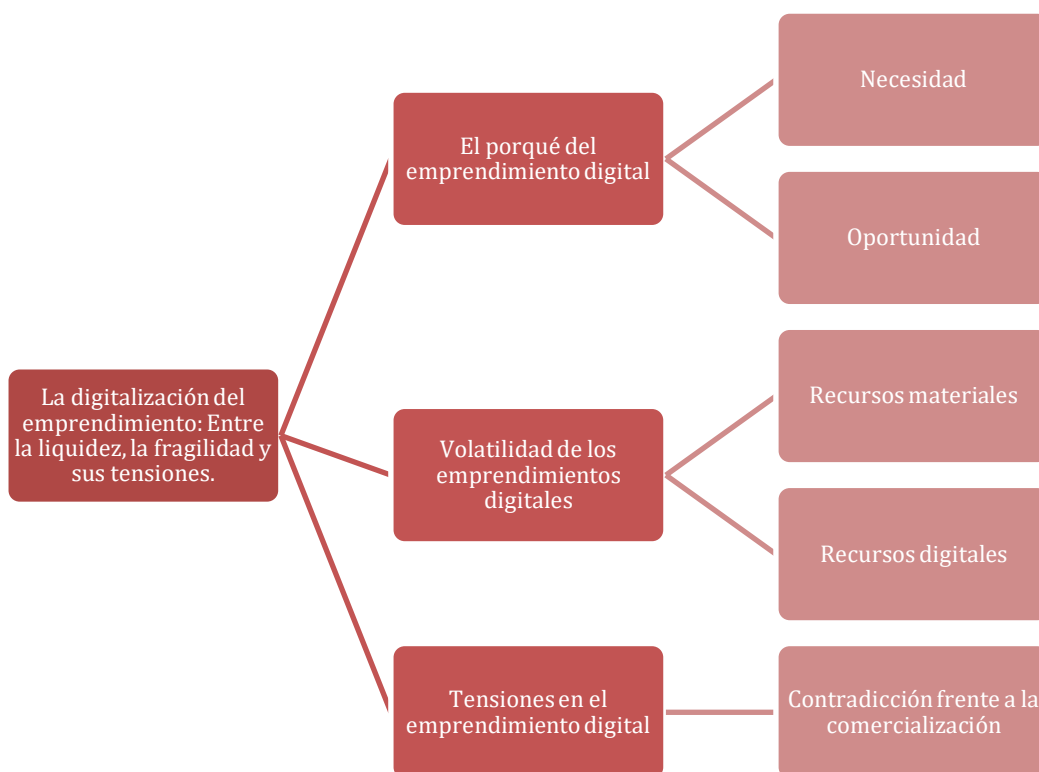 La digitalización del
emprendimiento: Entre
la liquidez, la fragilidad y
sus tensiones.
El porqué del
emprendimiento digital
Necesidad
Oportunidad
Volatilidad de los
emprendimientos
digitales
Recursos materiales
Recursos digitales
Tensiones en el
emprendimiento digital
Contradicción frente a la
comercialización